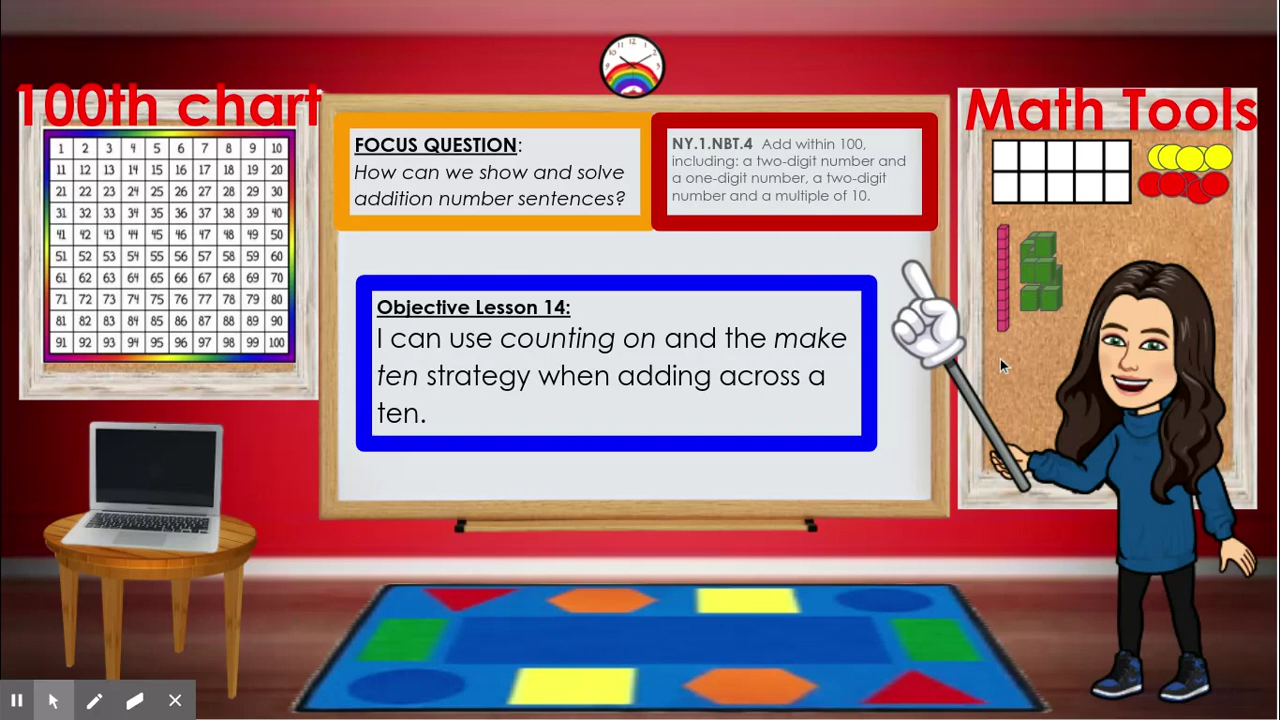 100th chart
1 2 3 4 5 6 7 8 9 10
11 12 13 14 15 16 17 18 19 20
21 22 23 24 25 26 27 28 29 30
31 32 33 34 35 36 37 38 39 40
41 42 43 44 45 46 47 48 49 50
51 52 53 54 55 56 57 58 59 60
61 62 63 64 65 66 67 68 69 70
71 72 73 74 75 76 77 78 79 80
81 82 83 84 85 86 87 88 89 90
91 92 93 94 95 96 97 98 99 100
FOCUS QUESTION:
How can we show and solve
addition number sentences?
NY.1.NBT.4 Add within 100,
including: a two-digit number and
a one-digit number, a two-digit
number and a multiple of 10.
Objective Lesson 14:
I can use counting on and the make
ten strategy when adding across a
ten.
Math Tools